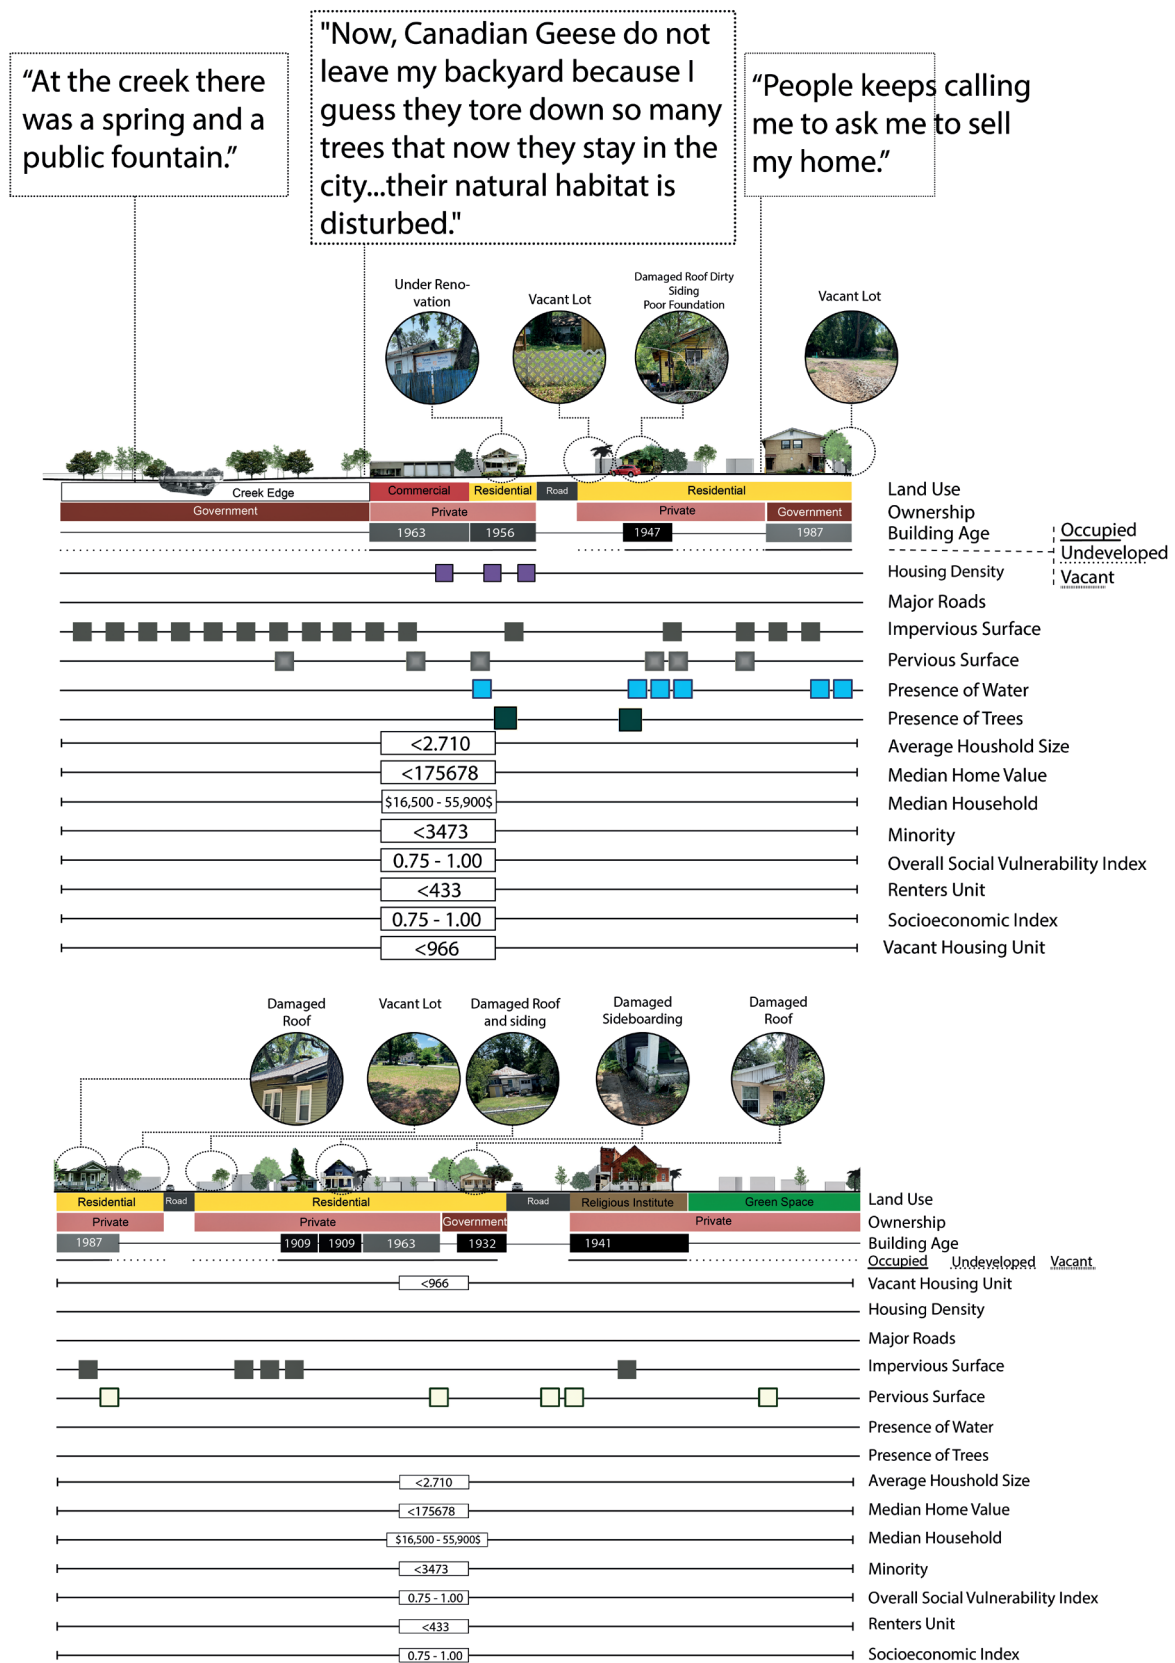 “At the creek there
was a spring and a
public fountain.”
"Now, Canadian Geese do not
leave my backyard because I
guess they tore down so many
trees that now they stay in the
city...their natural habitat is
disturbed."
“People keeps calling
me to ask me to sell
my home.”
Under Reno-
vation
Vacant Lot
Damaged Roof Dirty
Siding
Poor Foundation
Vacant Lot
Creek Edge
Commercial
Residential
Road
Residential
Land Use
Government
Private
Private
Government
Ownership
1963
1956
1947
1987
Building Age
Occupied
Undeveloped
Vacant
Housing Density
Major Roads
Impervious Surface
Pervious Surface
Presence of Water
Presence of Trees
<2.710
Average Houshold Size
<175678
Median Home Value
$16,500 - 55,900$
Median Household
<3473
Minority
0.75 - 1.00
Overall Social Vulnerability Index
<433
Renters Unit
0.75 - 1.00
Socioeconomic Index
<966
Vacant Housing Unit
Damaged
Roof
Vacant Lot
Damaged Roof
and siding
Damaged
Sideboarding
Damaged
Roof
Residential
Road
Residential
Road
Religious Institute
Green Space
Land Use
Private
Private
Government
Private
Ownership
1987
1909
1909
1963
1932
1941
Building Age
Occupied
Undeveloped
Vacant
<966
Vacant Housing Unit
Housing Density
Major Roads
Impervious Surface
Pervious Surface
Presence of Water
Presence of Trees
<2.710
Average Houshold Size
<175678
Median Home Value
$16,500 - 55,900$
Median Household
<3473
Minority
0.75 - 1.00
Overall Social Vulnerability Index
<433
Renters Unit
0.75 - 1.00
Socioeconomic Index